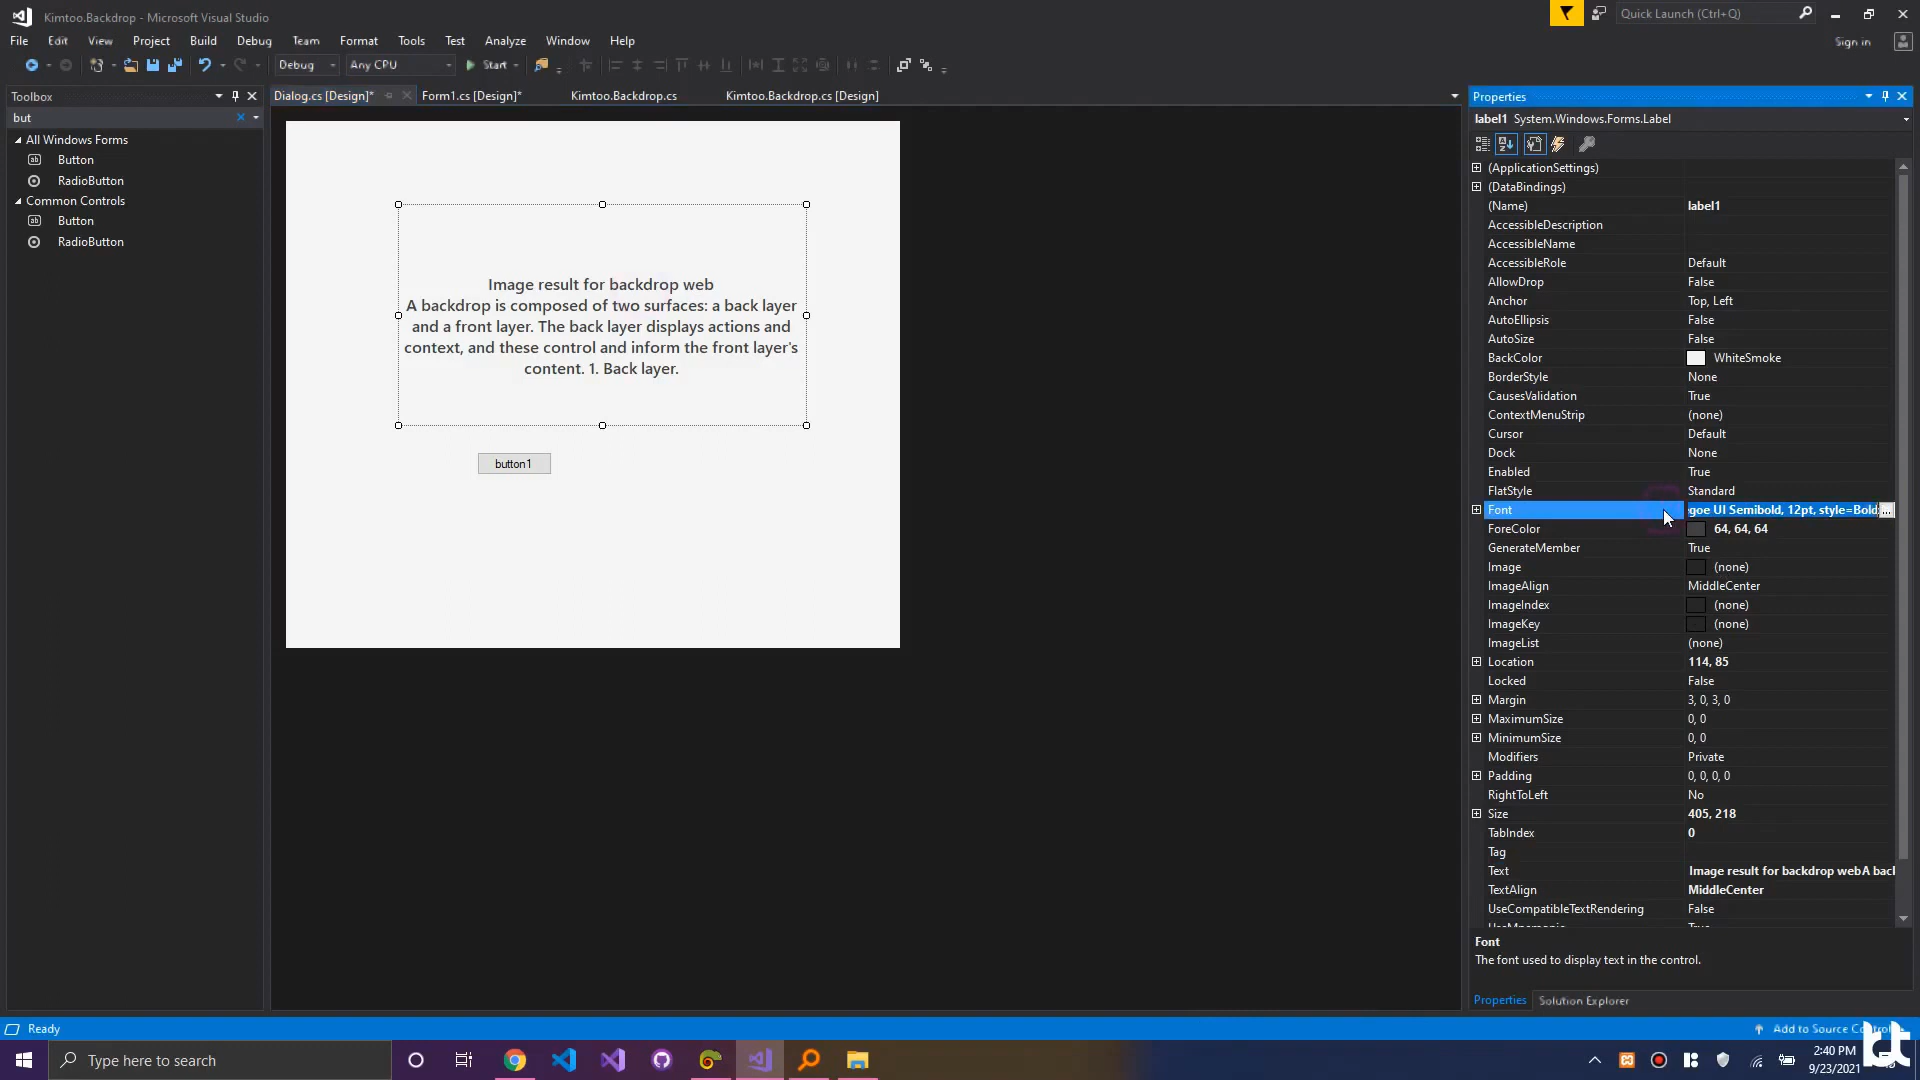 Kimtoo.Backdrop - Microsoft Visual Studio
Quick Launch (Ctrl+Q)
File Edit View Project Build Debug Team Format Tools Test Analyze Window Help
Sign in
Debug Any CPU Start
Toolbox
but
All Windows Forms
Button
RadioButton
Common Controls
Button
RadioButton
Dialog.cs [Design]* Form1.cs [Design]* Kimtoo.Backdrop.cs Kimtoo.Backdrop.cs [Design]
Image result for backdrop web
A backdrop is composed of two surfaces: a back layer
and a front layer. The back layer displays actions and
context, and these control and inform the front layer's
content. 1. Back layer.
button1
Properties
label1 System.Windows.Forms.Label
(ApplicationSettings)
(DataBindings)
(Name) label1
AccessibleDescription
AccessibleName
AccessibleRole Default
AllowDrop False
Anchor Top, Left
AutoEllipsis False
AutoSize False
BackColor WhiteSmoke
BorderStyle None
CausesValidation True
ContextMenuStrip (none)
Cursor Default
Dock None
Enabled True
FlatStyle Standard
Font goe UI Semibold, 12pt, style=Bold ...
ForeColor 64, 64, 64
GenerateMember True
Image (none)
ImageAlign MiddleCenter
ImageIndex (none)
ImageKey (none)
ImageList (none)
Location 114, 85
Locked False
Margin 3, 0, 3, 0
MaximumSize 0, 0
MinimumSize 0, 0
Modifiers Private
Padding 0, 0, 0, 0
RightToLeft No
Size 405, 218
TabIndex 0
Tag
Text Image result for backdrop webA bacl
TextAlign MiddleCenter
UseCompatibleTextRendering False
Font
The font used to display text in the control.
Properties Solution Explorer
Ready
Add to Source
Type here to search
2:40 PM
9/23/2021